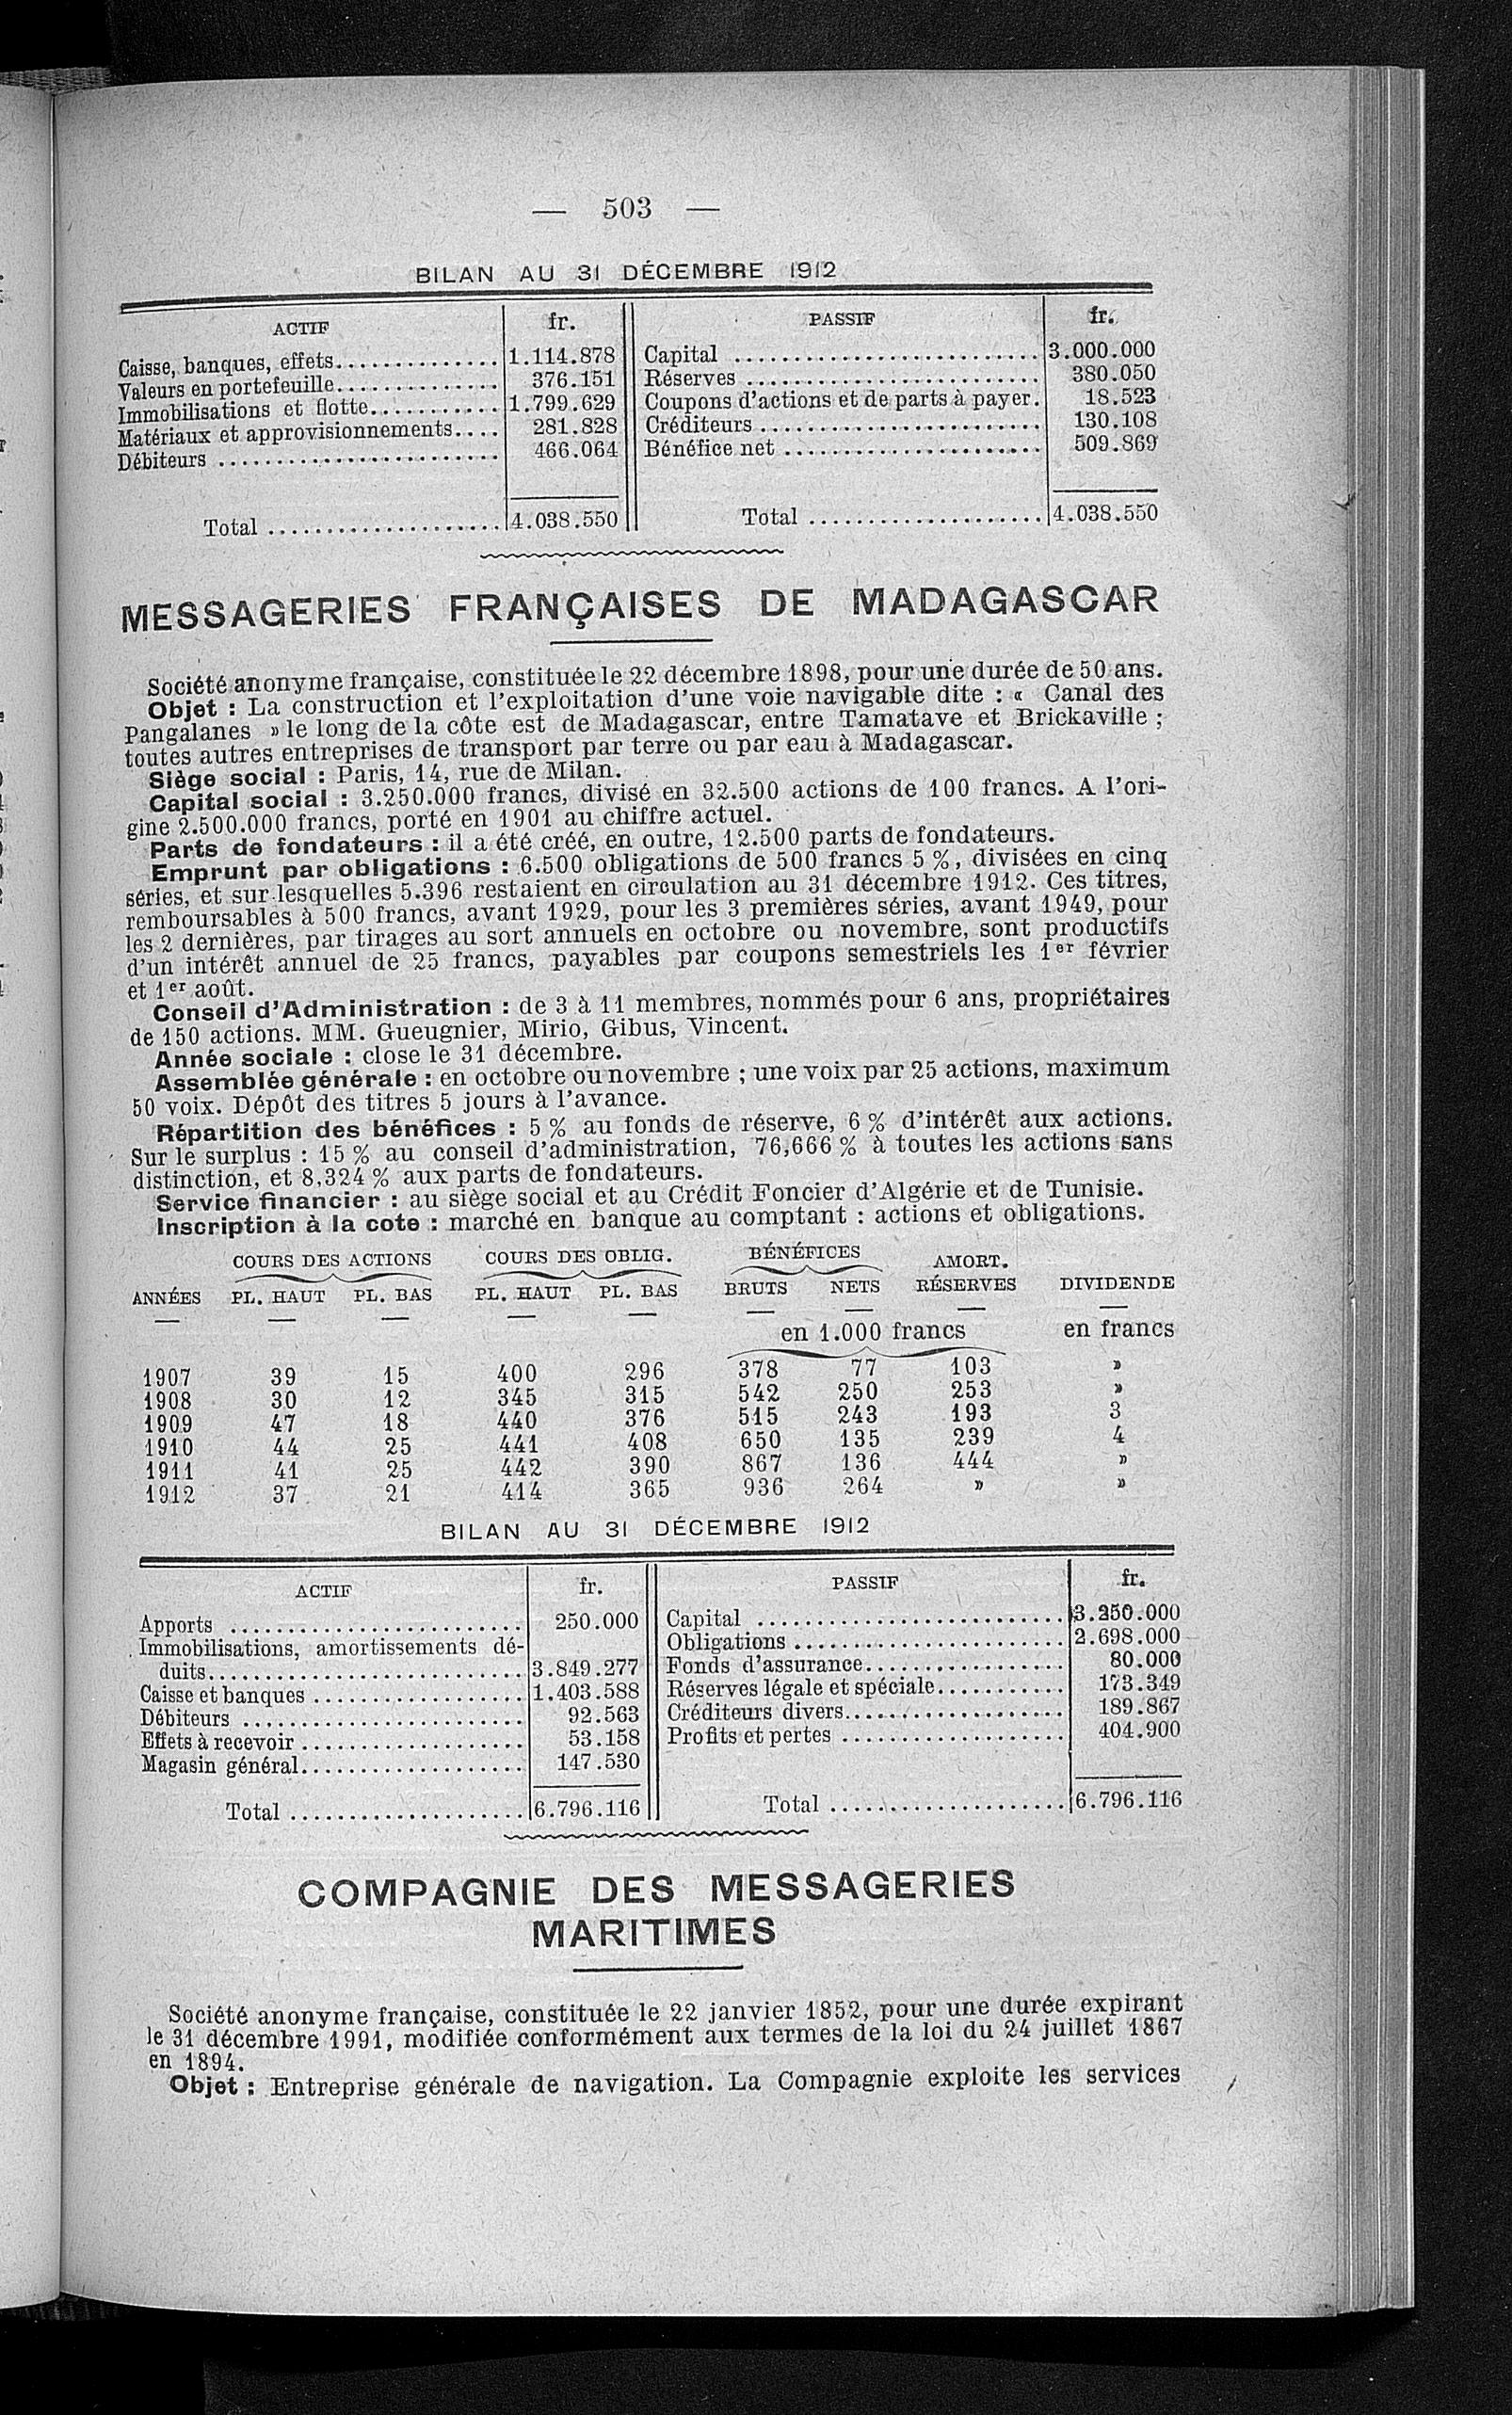 — 503 —
BILAN AU 31 DÉCEMBRE 1912
ACTIF fr. PASSIF fr.
Caisse, banques, effets.............. 1.114.878 Capital .......................... 3.000.000
Valeurs en portefeuille.............. 376.151 Réserves ......................... 380.050
Immobilisations et flotte........... 1.799.629 Coupons d'actions et de parts à payer. 18.523
Matériaux et approvisionnements.... 281.828 Créditeurs ........................ 130.108
Débiteurs ........................ 466.064 Bénéfice net ...................... 509.869
Total .................... 4.038.550 Total .................... 4.038.550
MESSAGERIES FRANÇAISES DE MADAGASCAR
Société anonyme française, constituée le 22 décembre 1898, pour une durée de 50 ans.
Objet : La construction et l'exploitation d'une voie navigable dite : « Canal des
Pangalanes » le long de la côte est de Madagascar, entre Tamatave et Brickaville ;
toutes autres entreprises de transport par terre ou par eau à Madagascar.
Siège social : Paris, 14, rue de Milan.
Capital social : 3.250.000 francs, divisé en 32.500 actions de 100 francs. A l'ori-
gine 2.500.000 francs, porté en 1901 au chiffre actuel.
Parts de fondateurs : il a été créé, en outre, 12.500 parts de fondateurs.
Emprunt par obligations : 6.500 obligations de 500 francs 5 %, divisées en cinq
séries, et sur lesquelles 5.396 restaient en circulation au 31 décembre 1912. Ces titres,
remboursables à 500 francs, avant 1929, pour les 3 premières séries, avant 1949, pour
les 2 dernières, par tirages au sort annuels en octobre ou novembre, sont productifs
d'un intérêt annuel de 25 francs, payables par coupons semestriels les 1er février
et 1er août.
Conseil d'Administration : de 3 à 11 membres, nommés pour 6 ans, propriétaires
de 150 actions. MM. Gueugnier, Mirio, Gibus, Vincent.
Année sociale : close le 31 décembre.
Assemblée générale : en octobre ou novembre ; une voix par 25 actions, maximum
50 voix. Dépôt des titres 5 jours à l'avance.
Répartition des bénéfices : 5 % au fonds de réserve, 6 % d'intérêt aux actions.
Sur le surplus : 15 % au conseil d'administration, 76,666 % à toutes les actions sans
distinction, et 8,324 % aux parts de fondateurs.
Service financier : au siège social et au Crédit Foncier d'Algérie et de Tunisie.
Inscription à la cote : marché en banque au comptant : actions et obligations.
COURS DES ACTIONS COURS DES OBLIG. BÉNÉFICES AMORT.
ANNÉES PL. HAUT PL. BAS PL. HAUT PL. BAS BRUTS NETS RÉSERVES DIVIDENDE
en 1.000 francs en francs
1907 39 15 400 296 378 77 103 »
1908 30 12 345 315 542 250 253 »
1909 47 18 440 376 515 243 193 3
1910 44 25 441 408 650 135 239 4
1911 41 25 442 390 867 136 444 »
1912 37 21 414 365 936 264 » »
BILAN AU 31 DÉCEMBRE 1912
ACTIF fr. PASSIF fr.
Apports ......................... 250.000 Capital .......................... 3.250.000
Immobilisations, amortissements dé- Obligations ....................... 2.698.000
duits........................... 3.849.277 Fonds d'assurance................. 80.000
Caisse et banques .................. 1.403.588 Réserves légale et spéciale........... 173.349
Débiteurs ........................ 92.563 Créditeurs divers................... 189.867
Effets à recevoir ................... 53.158 Profits et pertes ................... 404.900
Magasin général................... 147.530
Total .................... 6.796.116 Total .................... 6.796.116
COMPAGNIE DES MESSAGERIES
MARITIMES
Société anonyme française, constituée le 22 janvier 1852, pour une durée expirant
le 31 décembre 1991, modifiée conformément aux termes de la loi du 24 juillet 1867
en 1894.
Objet : Entreprise générale de navigation. La Compagnie exploite les services